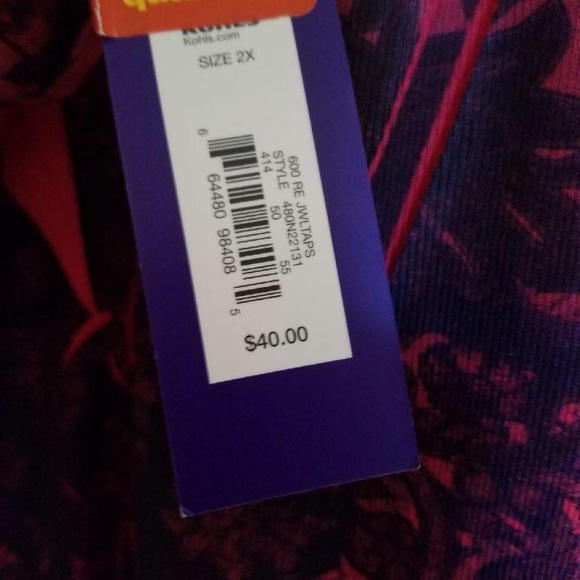 KOHL'S
Kohls.com
SIZE 2X
600 RE JWLTAPS
STYLE 480N22131
414 50 55
6 64480 98408 5
$40.00